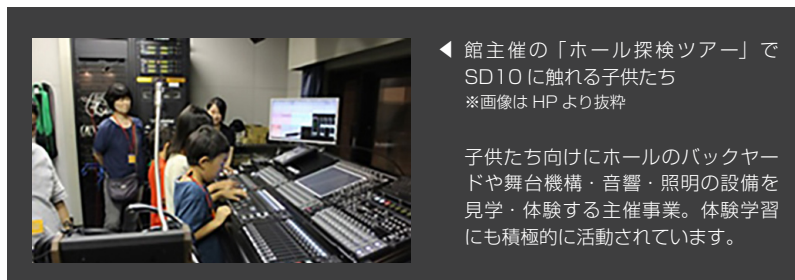 ◀ 館主催の「ホール探検ツアー」で
SD10 に触れる子供たち
※画像は HP より抜粋
子供たち向けにホールのバックヤー
ドや舞台機構・音響・照明の設備を
見学・体験する主催事業。体験学習
にも積極的に活動されています。